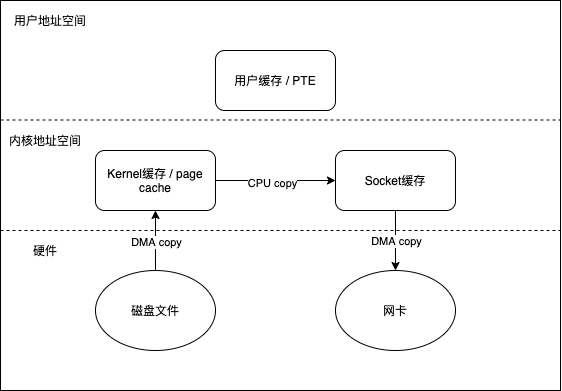 用户地址空间
用户缓存 / PTE
内核地址空间
Kernel缓存 / page
cache
CPU copy
Socket缓存
DMA copy
DMA copy
硬件
磁盘文件
网卡